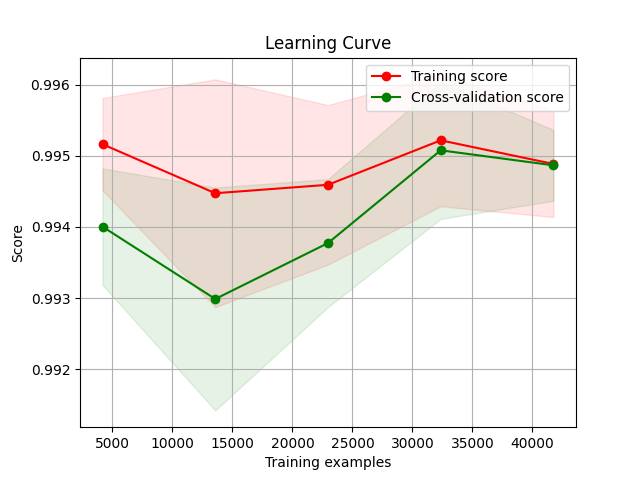 Learning Curve
Training score
Cross-validation score
0.996
0.995
0.994
0.993
0.992
Score
5000 10000 15000 20000 25000 30000 35000 40000
Training examples